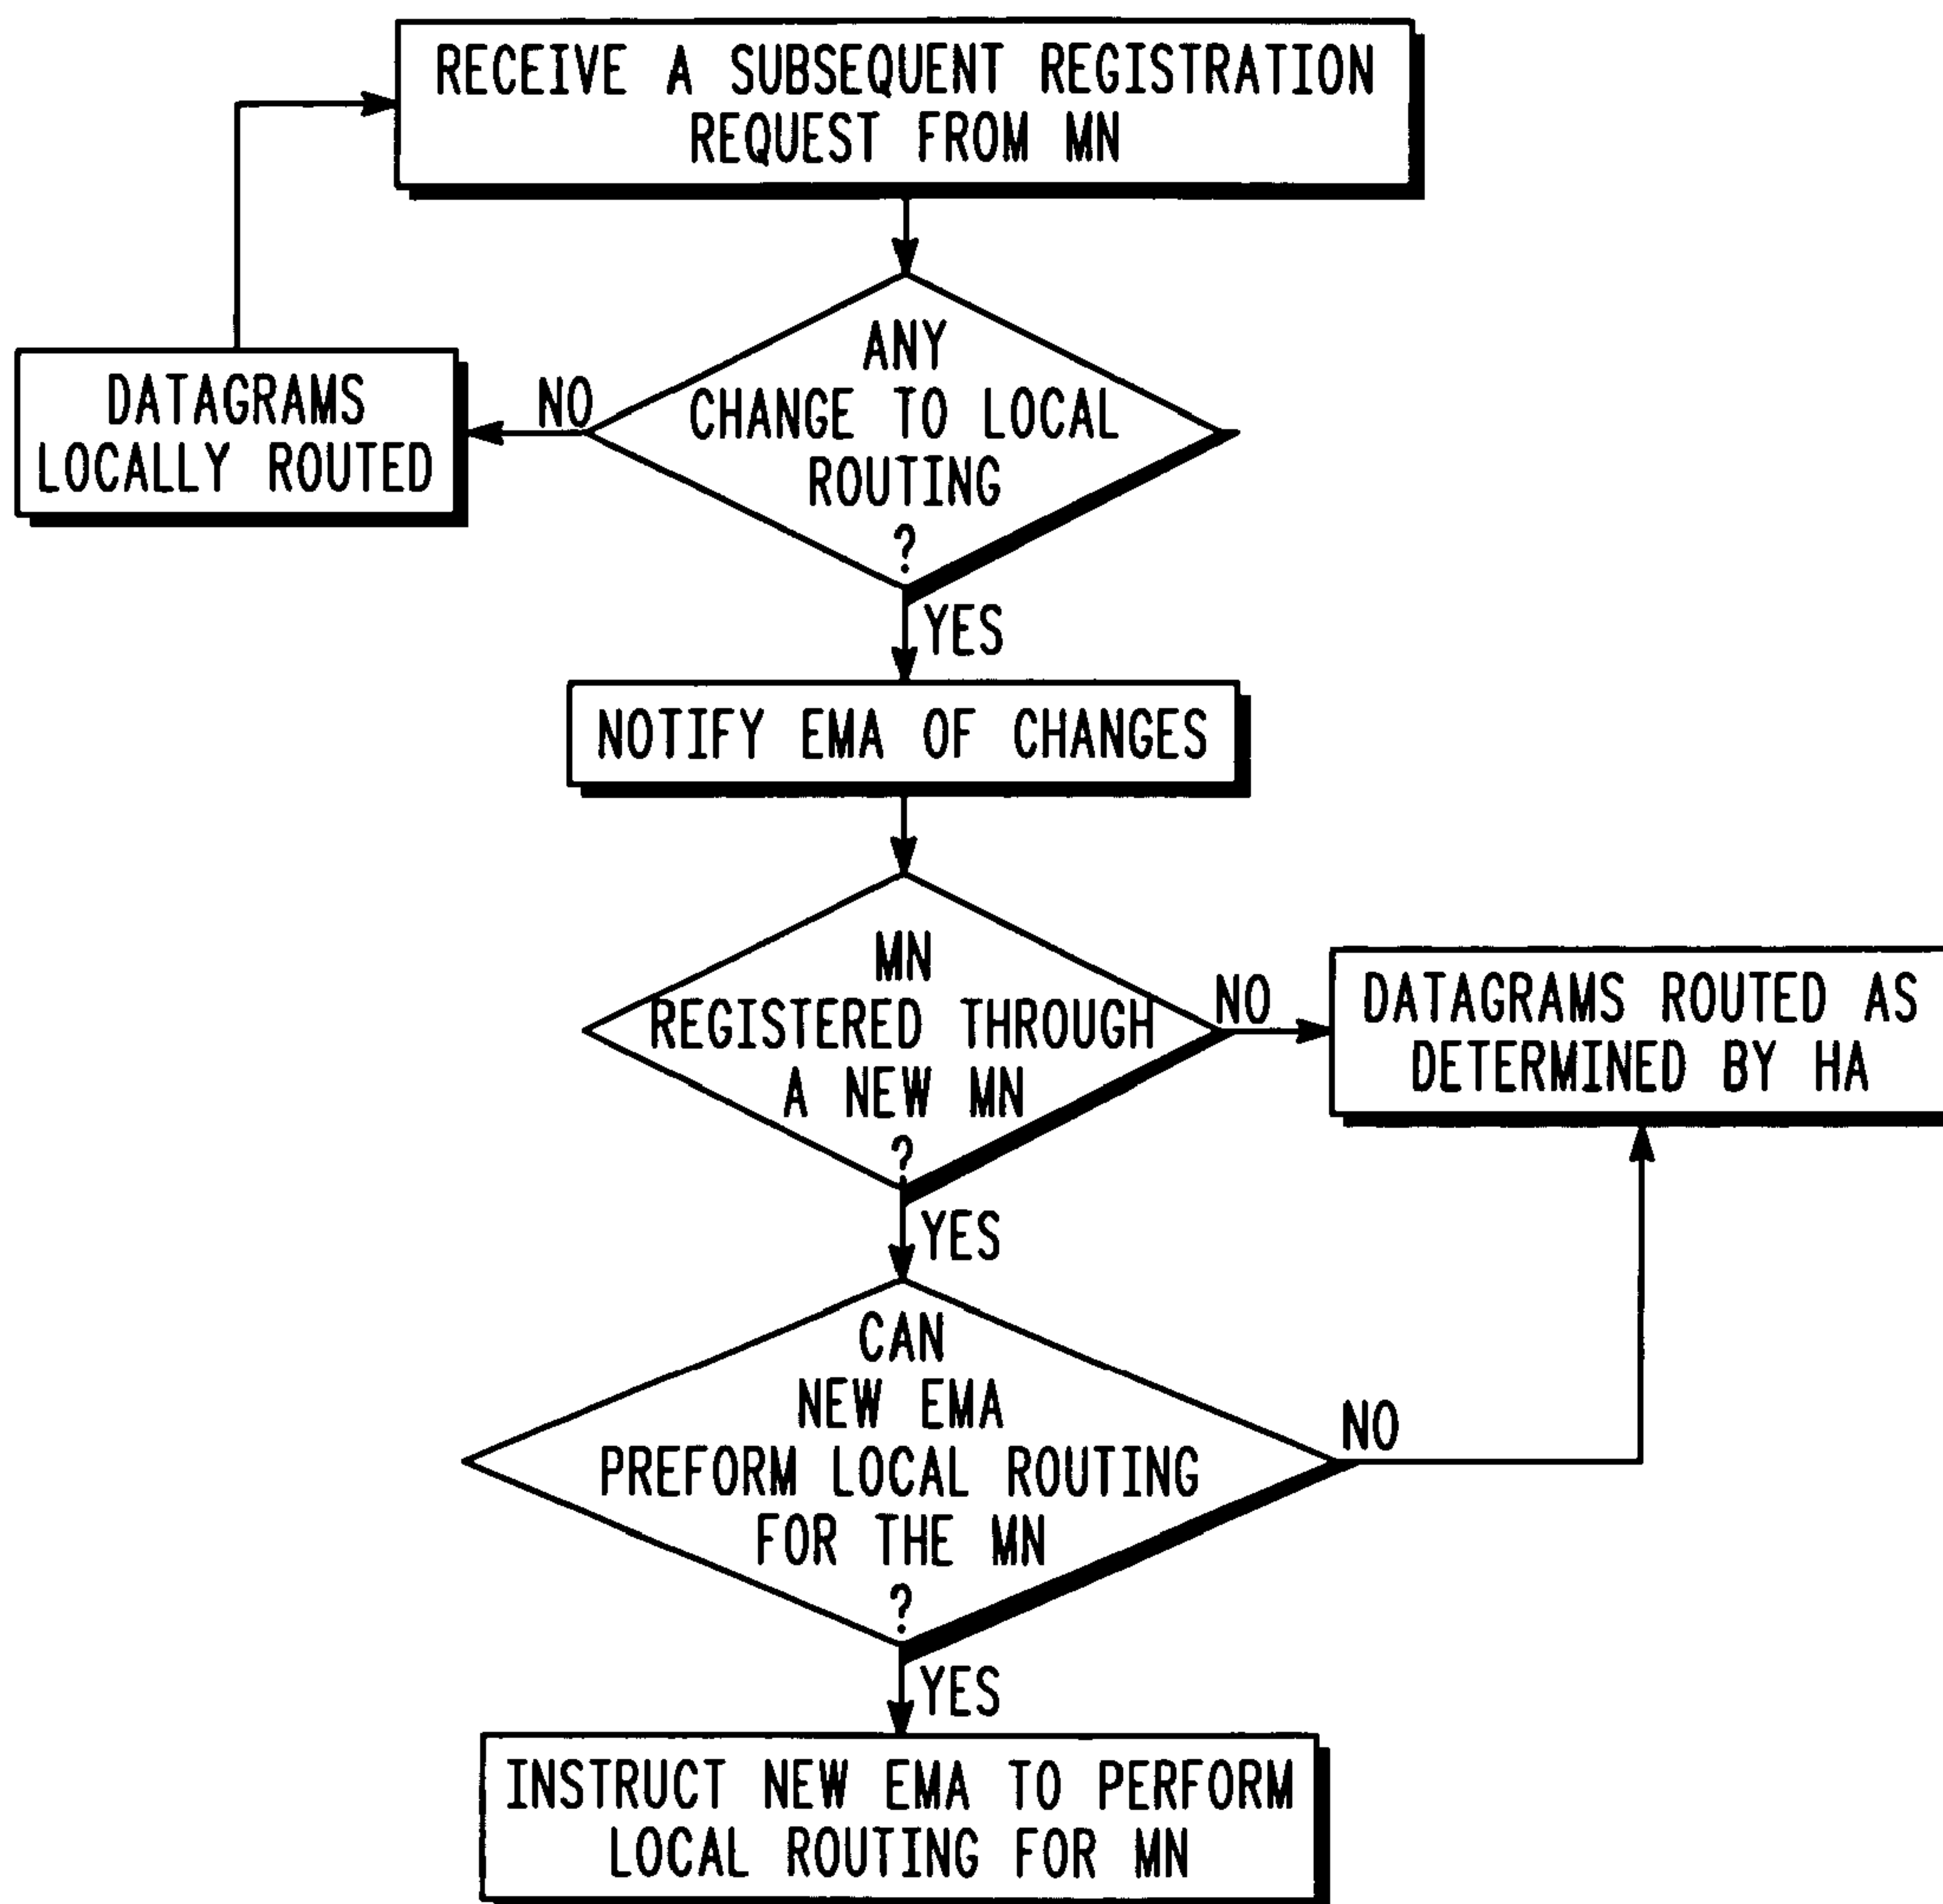 RECEIVE A SUBSEQUENT REGISTRATION
REQUEST FROM MN
ANY
CHANGE TO LOCAL
ROUTING
?
NO
DATAGRAMS
LOCALLY ROUTED
YES
NOTIFY EMA OF CHANGES
MN
REGISTERED THROUGH
A NEW MN
?
NO
DATAGRAMS ROUTED AS
DETERMINED BY HA
YES
CAN
NEW EMA
PREFORM LOCAL ROUTING
FOR THE MN
?
NO
YES
INSTRUCT NEW EMA TO PERFORM
LOCAL ROUTING FOR MN